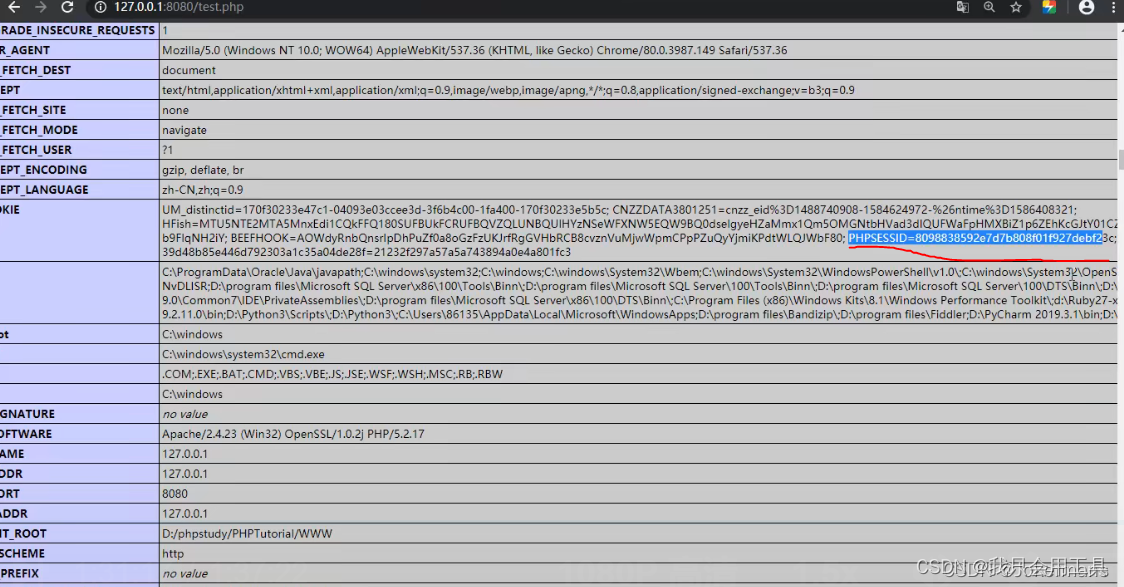 127.0.0.1:8080/test.php
RADE_INSECURE_REQUESTS 1
R_AGENT Mozilla/5.0 (Windows NT 10.0; WOW64) AppleWebKit/537.36 (KHTML, like Gecko) Chrome/80.0.3987.149 Safari/537.36
_FETCH_DEST document
EPT text/html,application/xhtml+xml,application/xml;q=0.9,image/webp,image/apng,*/*;q=0.8,application/signed-exchange;v=b3;q=0.9
_FETCH_SITE none
_FETCH_MODE navigate
_FETCH_USER ?1
EPT_ENCODING gzip, deflate, br
EPT_LANGUAGE zh-CN,zh;q=0.9
OKIE UM_distinctid=170f30233e47c1-04093e03ccee3d-3f6b4c00-1fa400-170f30233e5b5c; CNZZDATA3801251=cnzz_eid%3D1488740908-1584624972-%26ntime%3D1586408321;
HFish=MTU5NTE2MTA5MnxEdi1CQkFFQ180SUFBUkFCRUFBQVZQLUNBQUlHYzNSeWFXNW5EQW9BQ0dselgyeHZaMmx1Qm5OMGNtbHVad3dIQUFWaFpHMXBiZ1p6ZEhKcGJtY01CZ
b9FlqNH2iY; BEEFHOOK=AOWdyRnbQnsrIpDhPuZf0a8oGzFzUKJrfRgGVHbRCB8cvznVuMjwWpmCPpPZuQyYjmiKPdtWLQJWbF80; PHPSESSID=8098838592e7d7b808f01f927debf28c;
39d48b85e446d792303a1c35a04de28f=21232f297a57a5a743894a0e4a801fc3
C:\ProgramData\Oracle\Java\javapath;C:\windows\system32;C:\windows;C:\windows\System32\Wbem;C:\windows\System32\WindowsPowerShell\v1.0\;C:\windows\System32\OpenS
NvDLISR;D:\program files\Microsoft SQL Server\x86\100\Tools\Binn\;D:\program files\Microsoft SQL Server\100\Tools\Binn\;D:\program files\Microsoft SQL Server\100\DTS\Binn\;D:\
9.0\Common7\IDE\PrivateAssemblies\;D:\program files\Microsoft SQL Server\x86\100\DTS\Binn\;C:\Program Files (x86)\Windows Kits\8.1\Windows Performance Toolkit\;d:\Ruby27-x
9.2.11.0\bin;D:\Python3\Scripts\;D:\Python3\;C:\Users\86135\AppData\Local\Microsoft\WindowsApps;D:\program files\Bandizip\;D:\program files\Fiddler;D:\PyCharm 2019.3.1\bin;D:\
ot C:\windows
C:\windows\system32\cmd.exe
.COM;.EXE;.BAT;.CMD;.VBS;.VBE;.JS;.JSE;.WSF;.WSH;.MSC;.RB;.RBW
C:\windows
GNATURE no value
OFTWARE Apache/2.4.23 (Win32) OpenSSL/1.0.2j PHP/5.2.17
AME 127.0.0.1
DDR 127.0.0.1
ORT 8080
ADDR 127.0.0.1
NT_ROOT D:/phpstudy/PHPTutorial/WWW
SCHEME http
_PREFIX no value
CSDN @我只会用工具